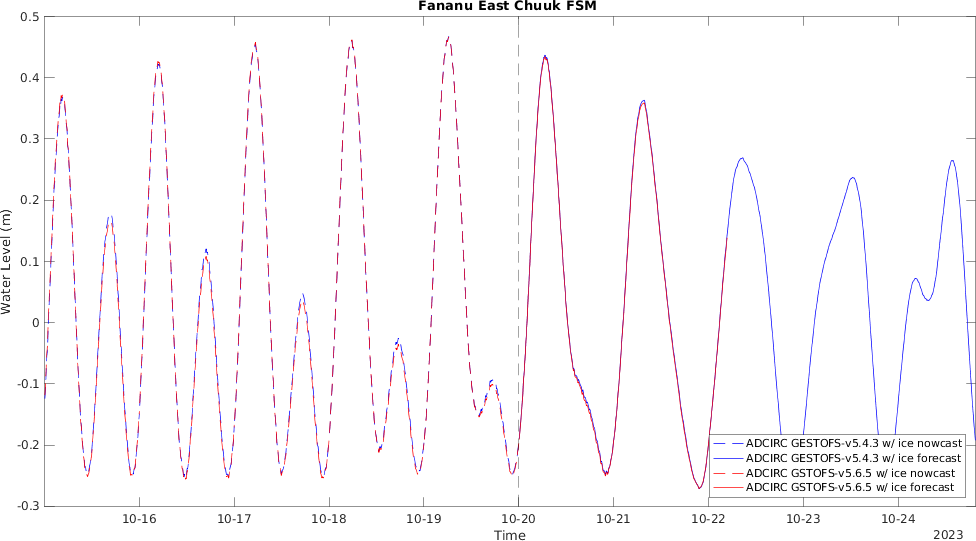 Fananu East Chuuk FSM
Water Level (m)
0.5
0.4
0.3
0.2
0.1
0
-0.1
-0.2
-0.3
ADCIRC GESTOFS-v5.4.3 w/ ice nowcast
ADCIRC GESTOFS-v5.4.3 w/ ice forecast
ADCIRC GSTOFS-v5.6.5 w/ ice nowcast
ADCIRC GSTOFS-v5.6.5 w/ ice forecast
10-16 10-17 10-18 10-19 10-20 10-21 10-22 10-23 10-24
Time
2023